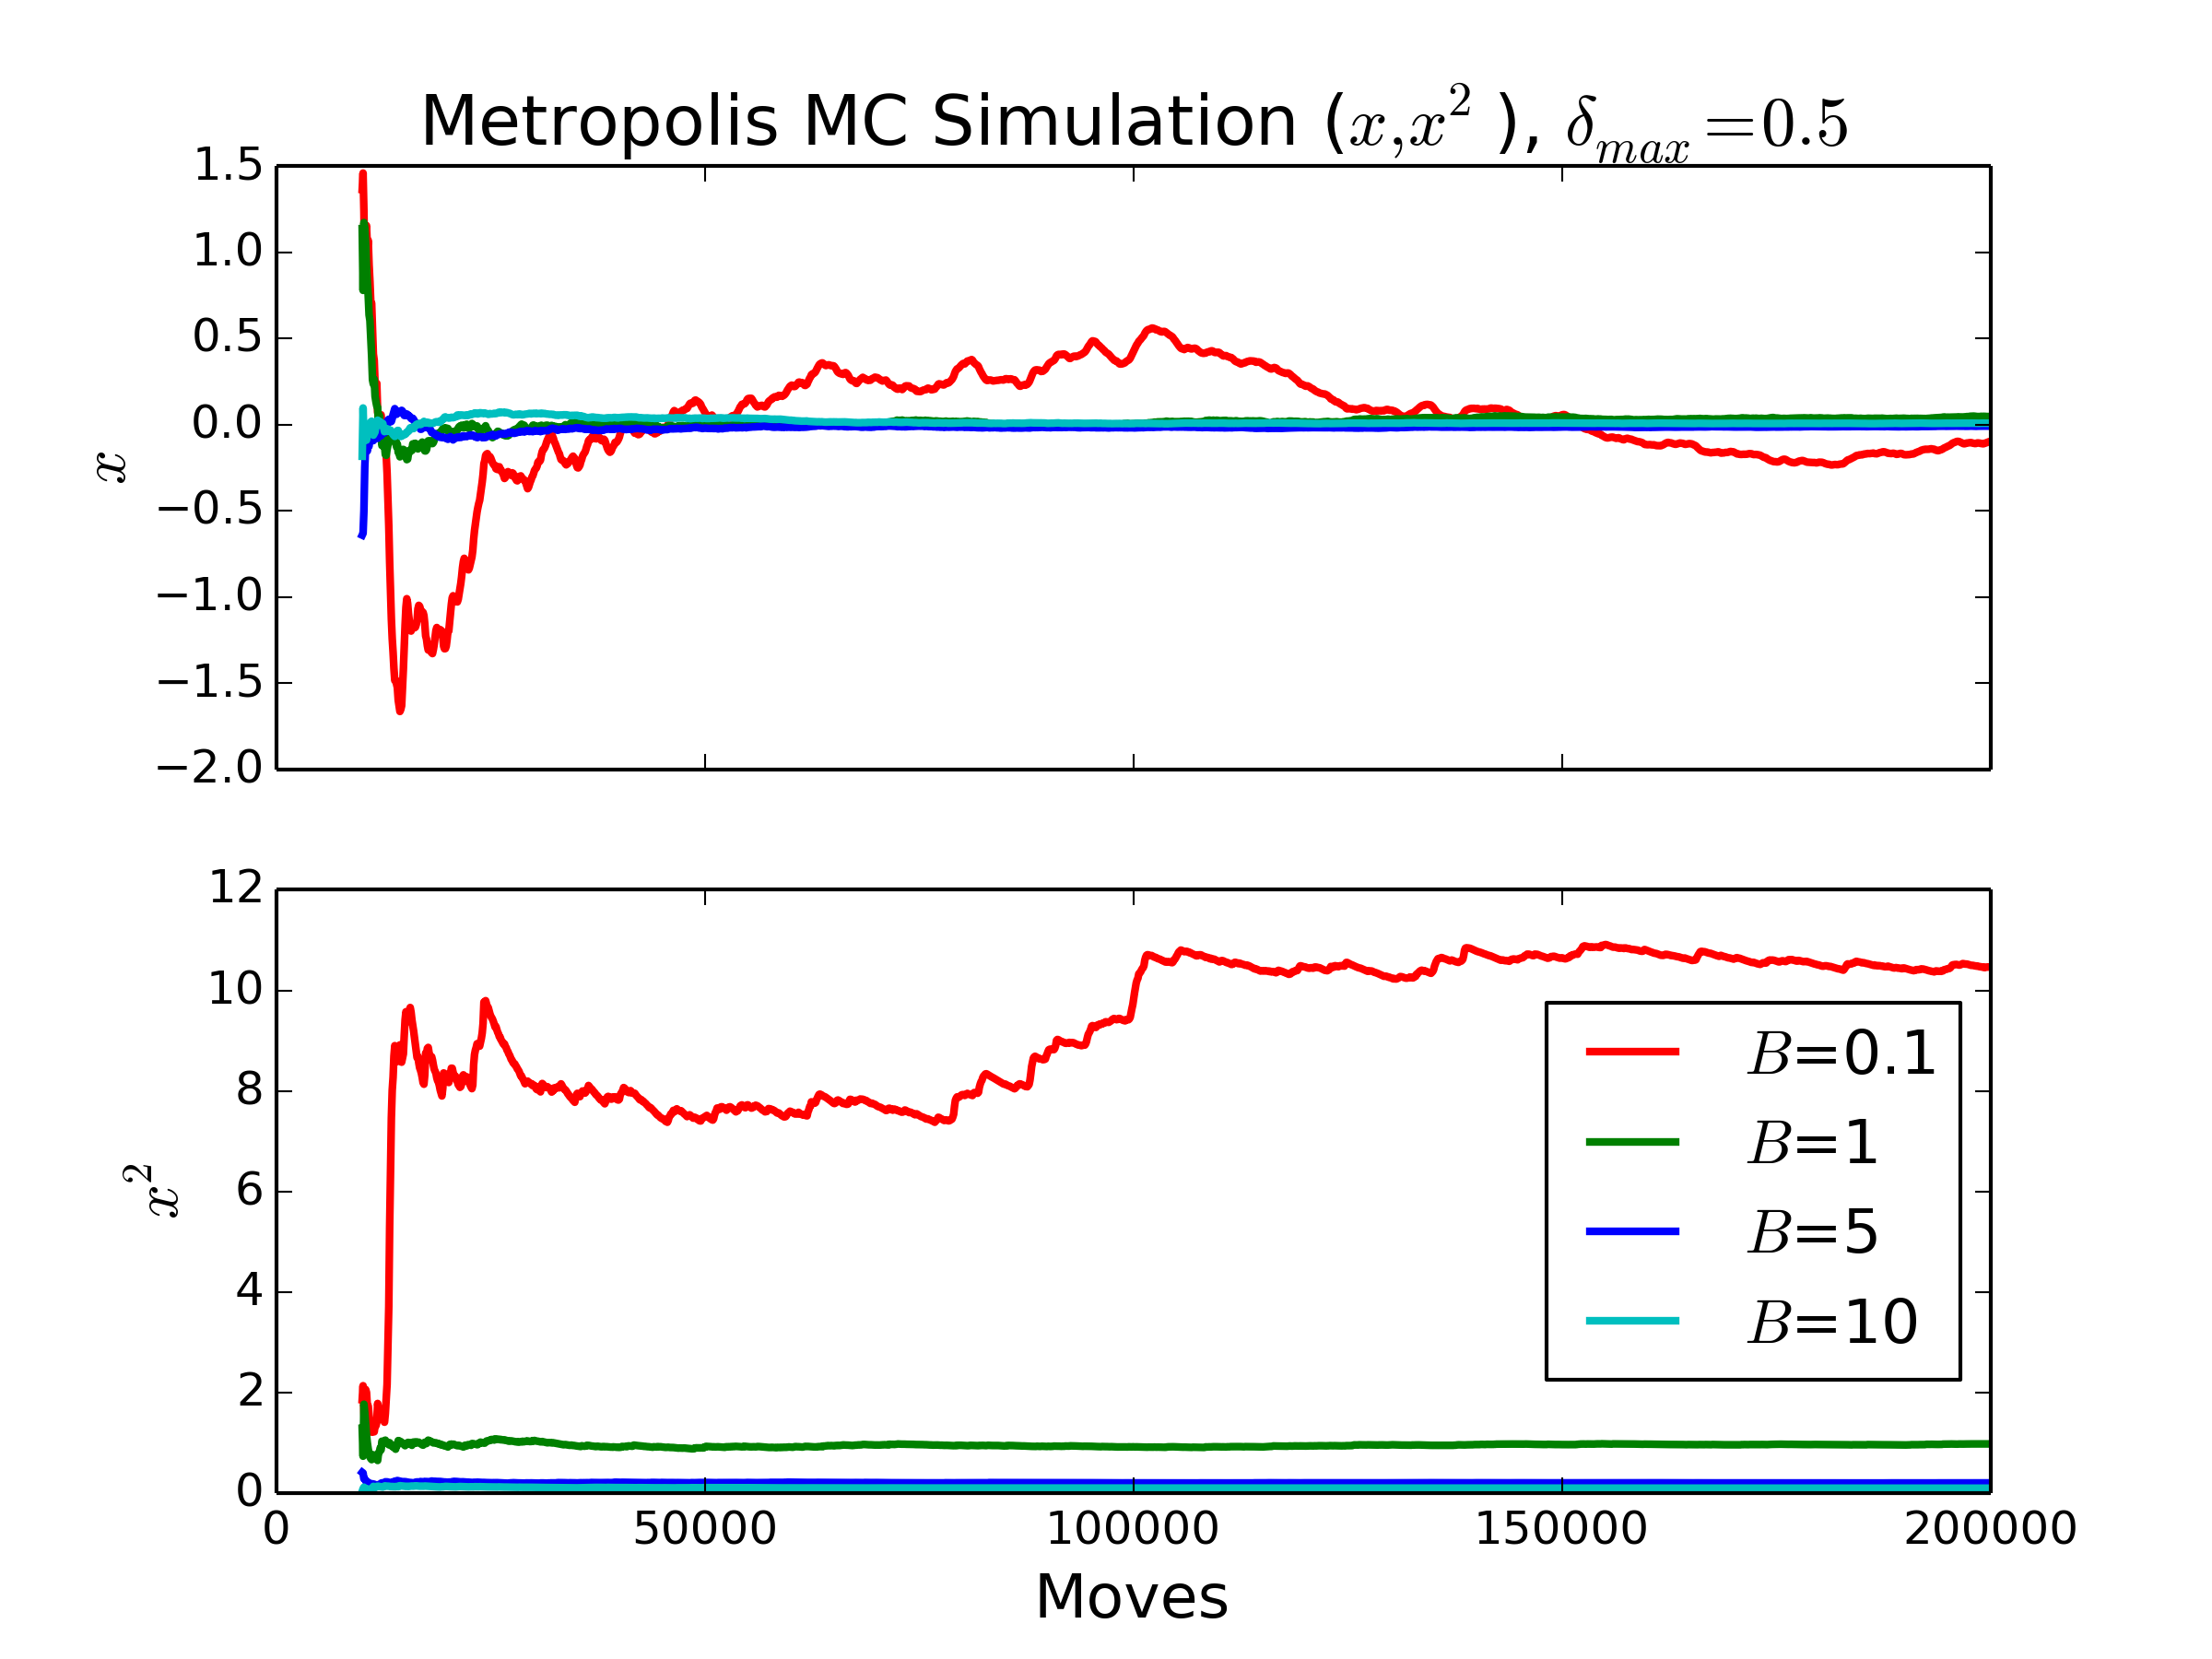 Metropolis MC Simulation (x,x²), δmax=0.5
1.5
1.0
0.5
0.0
−0.5
−1.0
−1.5
−2.0
x
12
10
8
6
4
2
0
x²
B=0.1
B=1
B=5
B=10
0 50000 100000 150000 200000
Moves